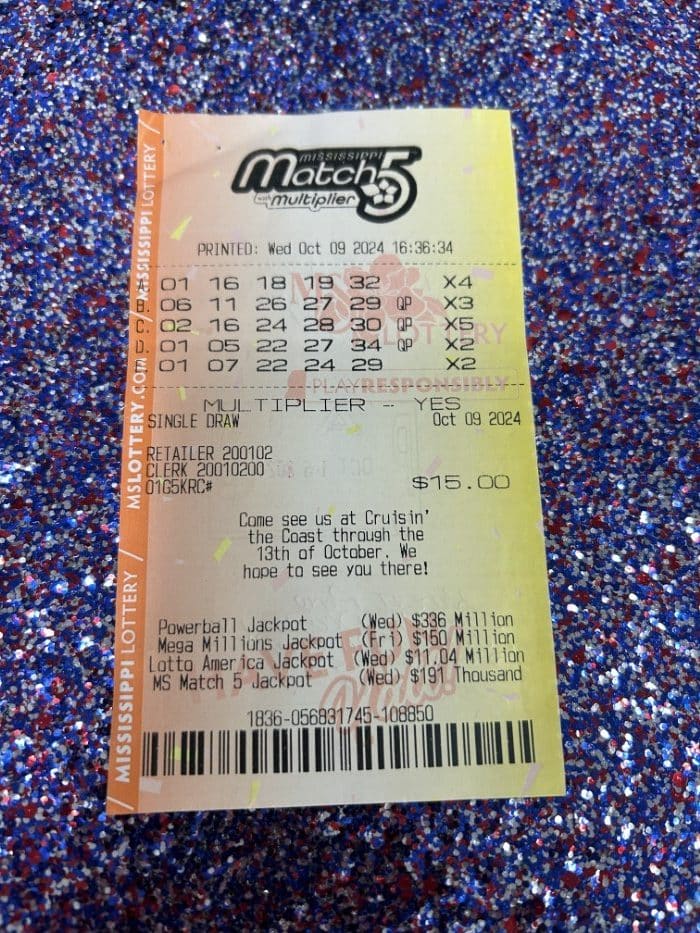 MISSISSIPPI
Match 5
with multiplier
PRINTED: Wed Oct 09 2024 16:36:34
A. 01 16 18 19 32 X4
B. 06 11 26 27 29 QP X3
C. 02 16 24 28 30 QP X5
D. 01 05 22 27 34 QP X2
01 07 22 24 29 X2
MS LOTTERY
PLAY RESPONSIBLY
MULTIPLIER - YES
SINGLE DRAW Oct 09 2024
RETAILER 200102
CLERK 20010200
01G5KRC# $15.00
Come see us at Cruisin'
the Coast through the
13th of October. We
hope to see you there!
Powerball Jackpot (Wed) $336 Million
Mega Millions Jackpot (Fri) $150 Million
Lotto America Jackpot (Wed) $11.04 Million
MS Match 5 Jackpot (Wed) $191 Thousand
1836-056831745-108850
MISSISSIPPI LOTTERY / MSLOTTERY.COM / MISSISSIPPI LOTTERY